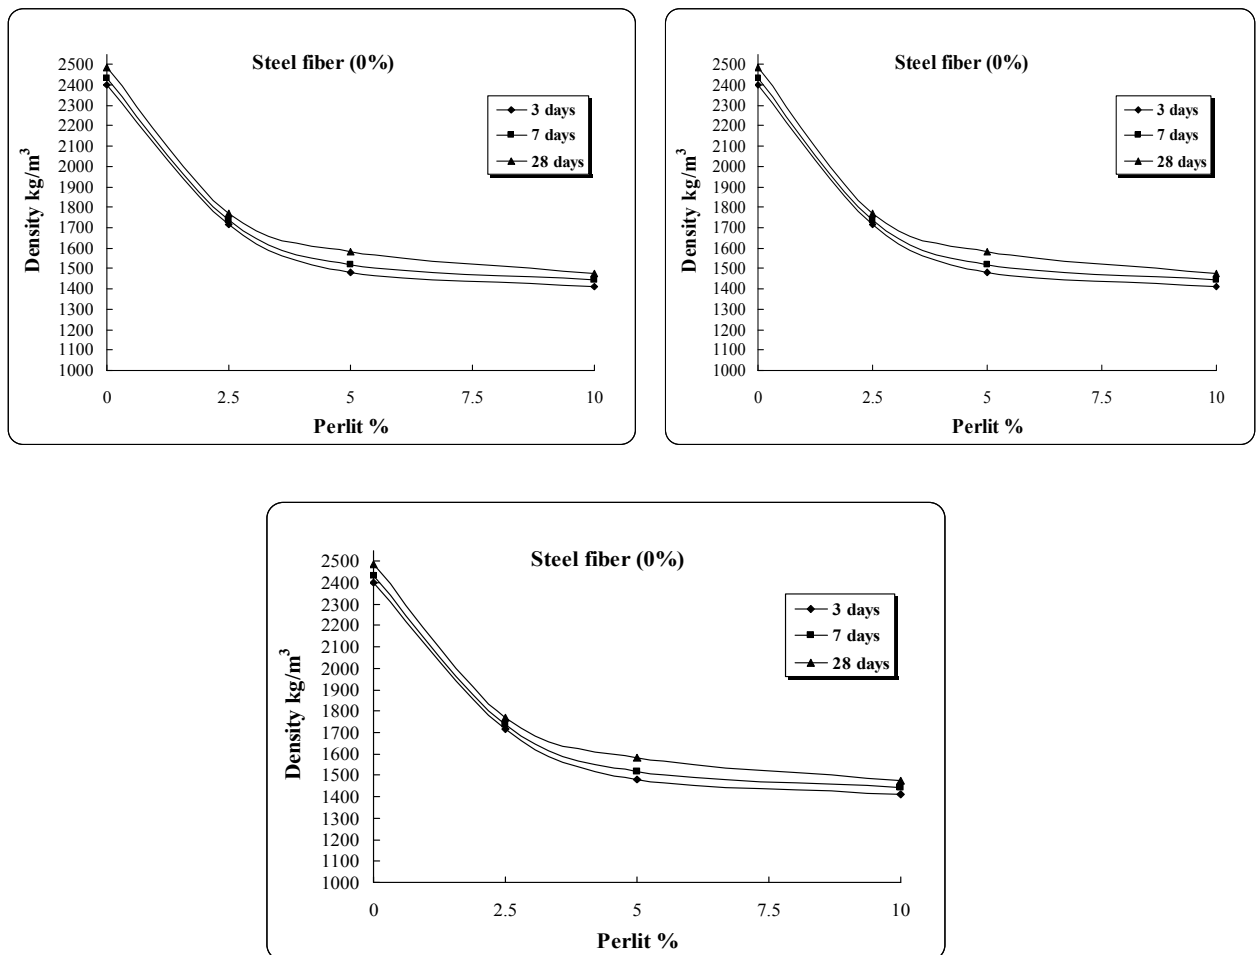 Steel fiber (0%)
2500
2400
2300
2200
2100
2000
1900
1800
1700
1600
1500
1400
1300
1200
1100
1000
Density kg/m³
3 days
7 days
28 days
0 2.5 5 7.5 10
Perlit %
Steel fiber (0%)
2500
2400
2300
2200
2100
2000
1900
1800
1700
1600
1500
1400
1300
1200
1100
1000
Density kg/m³
3 days
7 days
28 days
0 2.5 5 7.5 10
Perlit %
Steel fiber (0%)
2500
2400
2300
2200
2100
2000
1900
1800
1700
1600
1500
1400
1300
1200
1100
1000
Density kg/m³
3 days
7 days
28 days
0 2.5 5 7.5 10
Perlit %